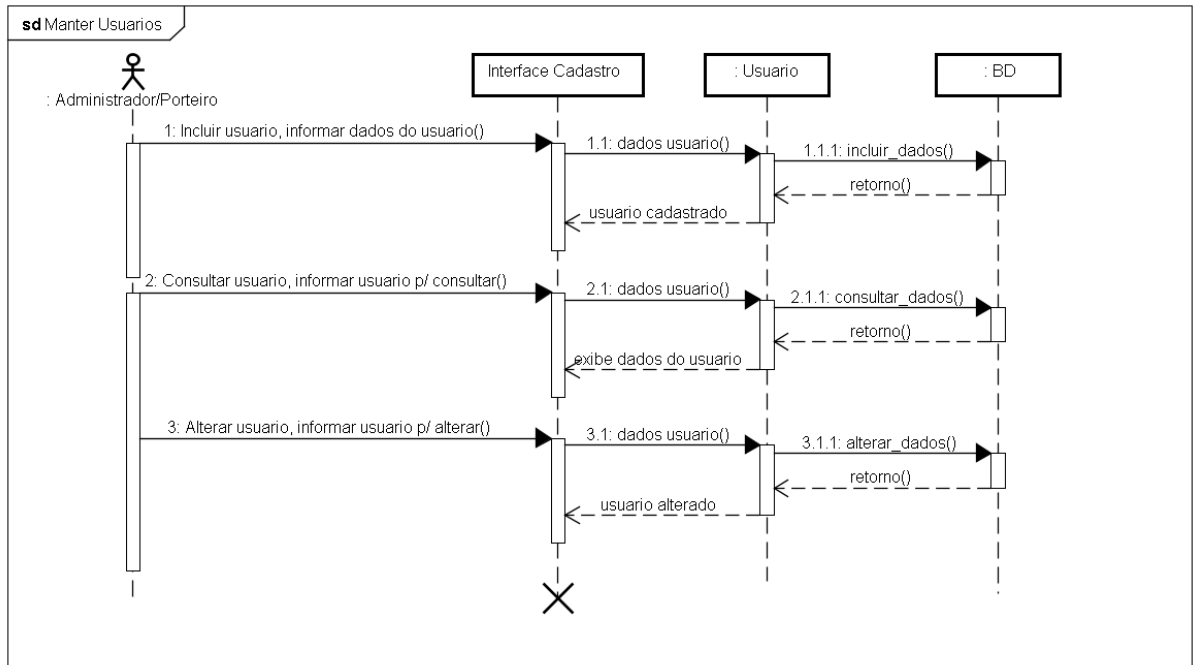 sd Manter Usuarios
Interface Cadastro
: Usuario
: BD
: Administrador/Porteiro
1: Incluir usuario, informar dados do usuario()
1.1: dados usuario()
1.1.1: incluir_dados()
retorno()
usuario cadastrado
2: Consultar usuario, informar usuario p/ consultar()
2.1: dados usuario()
2.1.1: consultar_dados()
retorno()
exibe dados do usuario
3: Alterar usuario, informar usuario p/ alterar()
3.1: dados usuario()
3.1.1: alterar_dados()
retorno()
usuario alterado